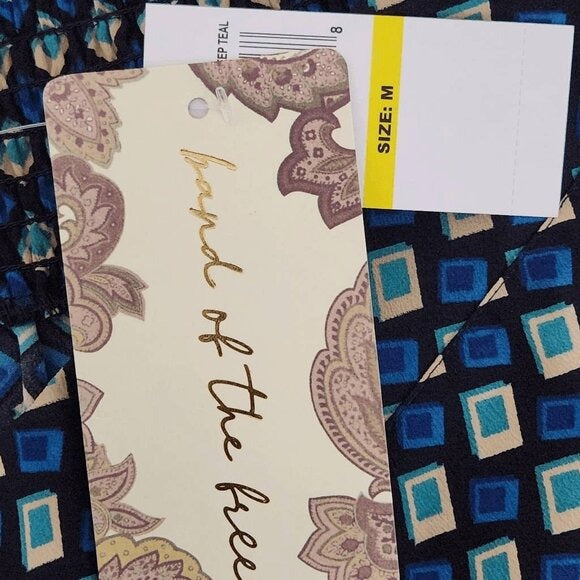 EP TEAL
8
SIZE: M
band of the free